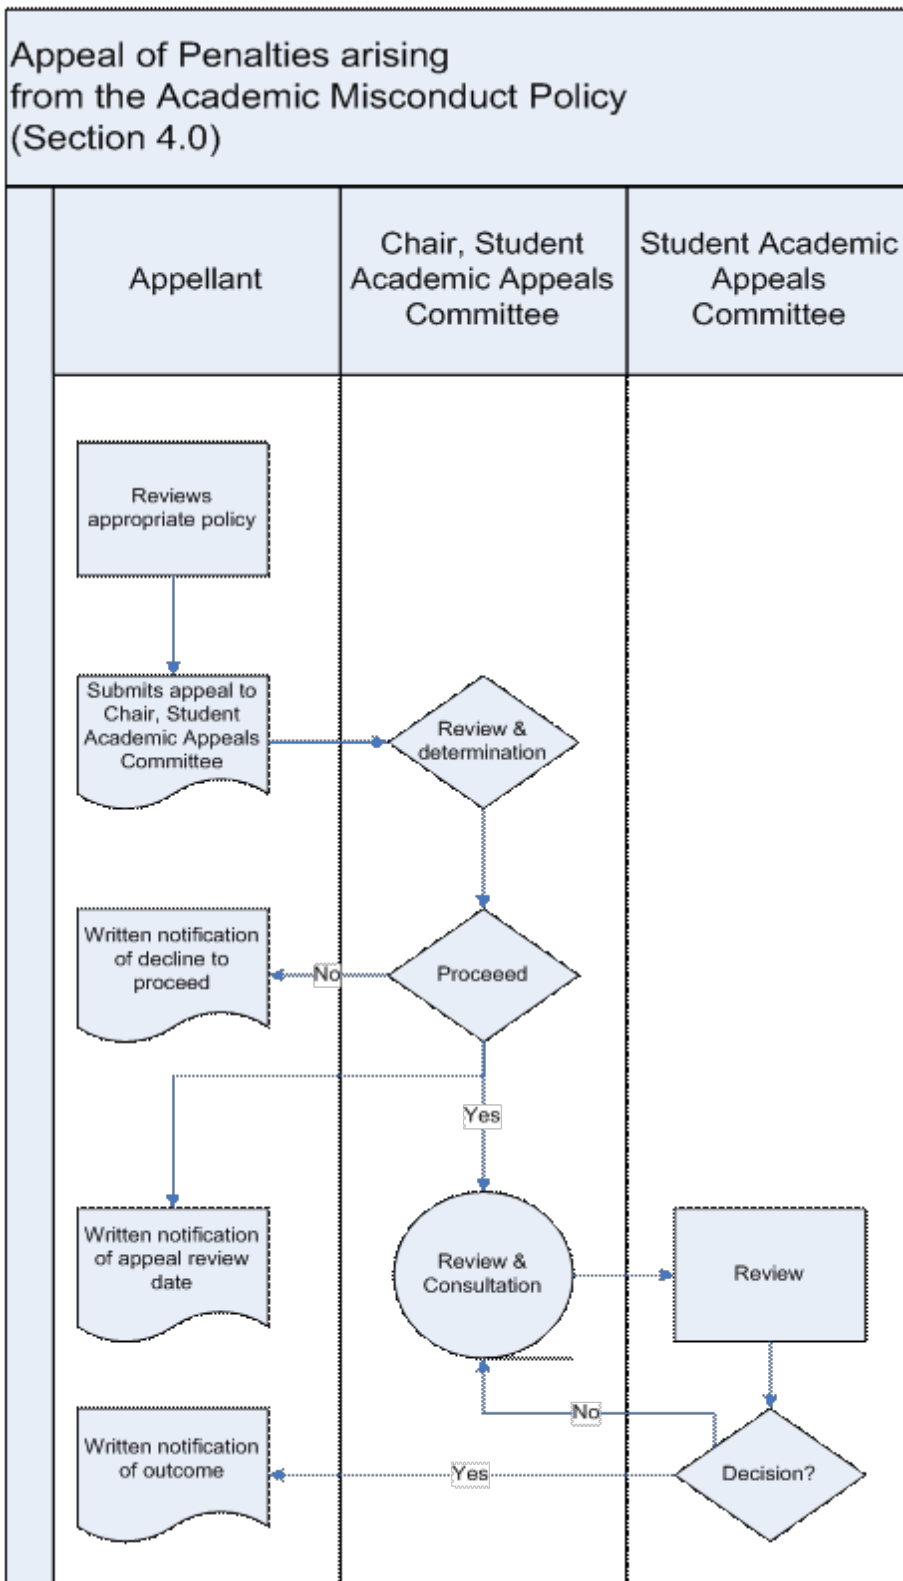 Appeal of Penalties arising
from the Academic Misconduct Policy
(Section 4.0)
Appellant
Chair, Student
Academic Appeals
Committee
Student Academic
Appeals
Committee
Reviews
appropriate policy
Submits appeal to
Chair, Student
Academic Appeals
Committee
Review &
determination
Written notification
of decline to
proceed
No
Proceeed
Yes
Written notification
of appeal review
date
Review &
Consultation
Review
No
Written notification
of outcome
Yes
Decision?